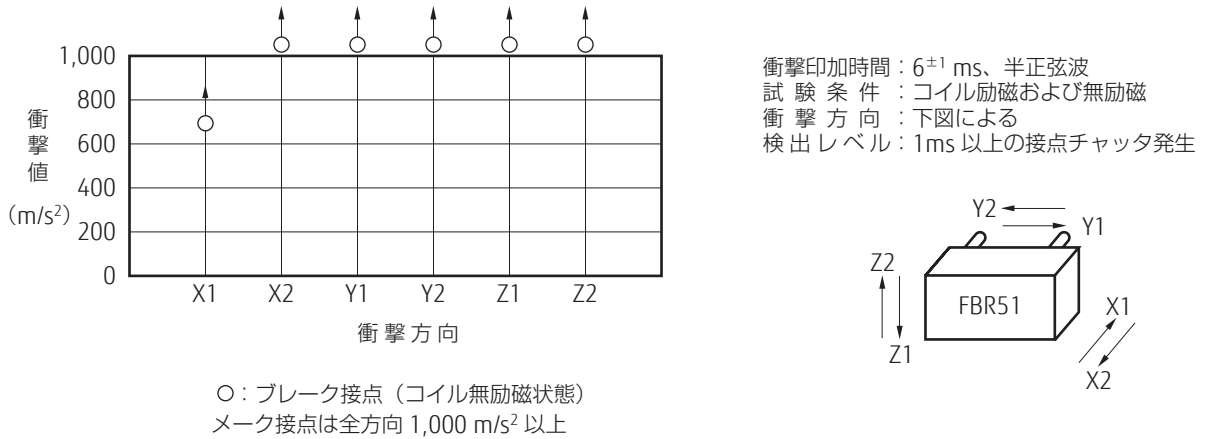 1,000
800
600
400
200
0
衝撃値
（m/s²）
X1 X2 Y1 Y2 Z1 Z2
衝撃方向
○：ブレーク接点（コイル無励磁状態）
メーク接点は全方向 1,000 m/s² 以上
衝撃印加時間：6±1 ms、半正弦波
試験条件：コイル励磁および無励磁
衝撃方向：下図による
検出レベル：1ms 以上の接点チャッタ発生
Y2
Y1
Z2
Z1
FBR51
X1
X2